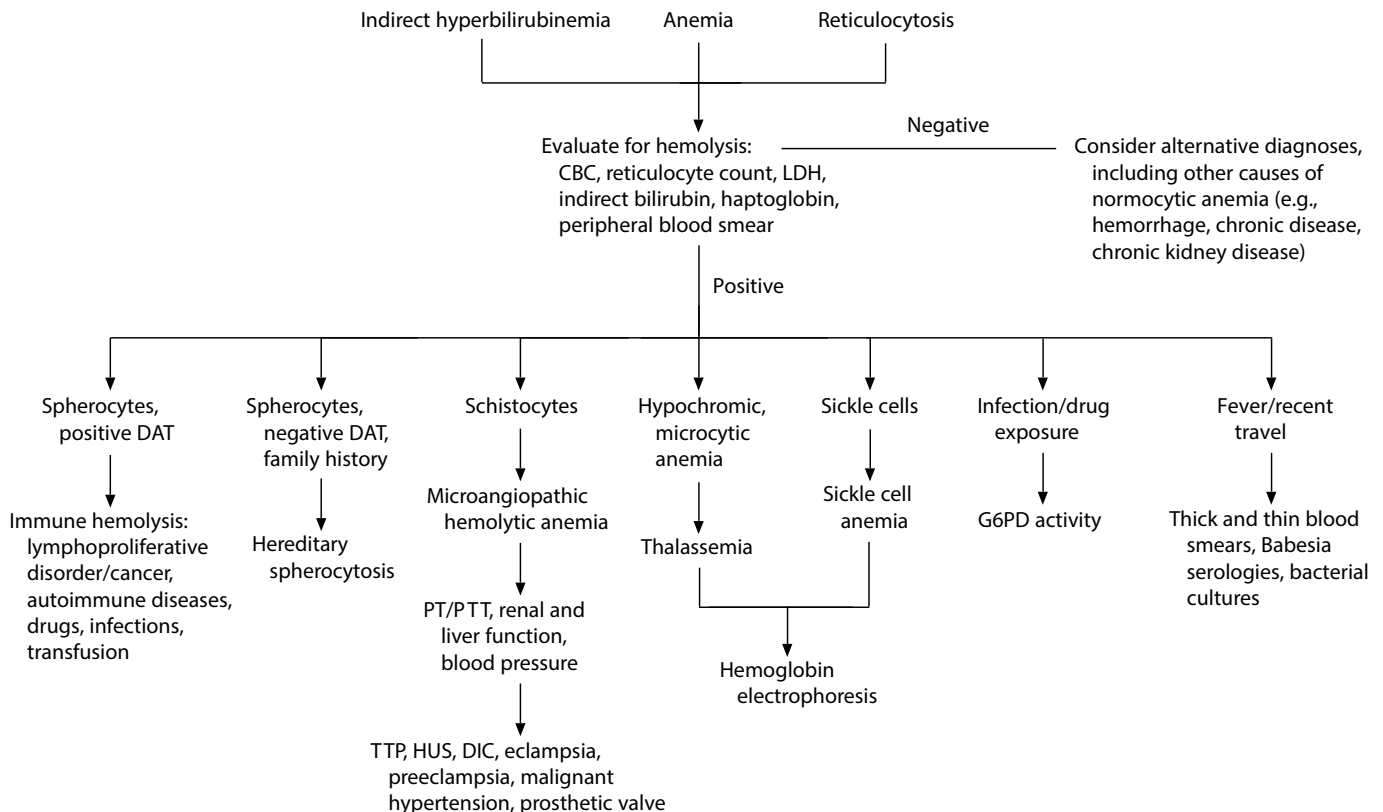 Indirect hyperbilirubinemia
Anemia
Reticulocytosis
Evaluate for hemolysis:
CBC, reticulocyte count, LDH,
indirect bilirubin, haptoglobin,
peripheral blood smear
Negative
Consider alternative diagnoses,
including other causes of
normocytic anemia (e.g.,
hemorrhage, chronic disease,
chronic kidney disease)
Positive
Spherocytes,
positive DAT
Immune hemolysis:
lymphoproliferative
disorder/cancer,
autoimmune diseases,
drugs, infections,
transfusion
Spherocytes,
negative DAT,
family history
Hereditary
spherocytosis
Schistocytes
Microangiopathic
hemolytic anemia
PT/PTT, renal and
liver function,
blood pressure
TTP, HUS, DIC, eclampsia,
preeclampsia, malignant
hypertension, prosthetic valve
Hypochromic,
microcytic
anemia
Thalassemia
Sickle cells
Sickle cell
anemia
Hemoglobin
electrophoresis
Infection/drug
exposure
G6PD activity
Fever/recent
travel
Thick and thin blood
smears, Babesia
serologies, bacterial
cultures